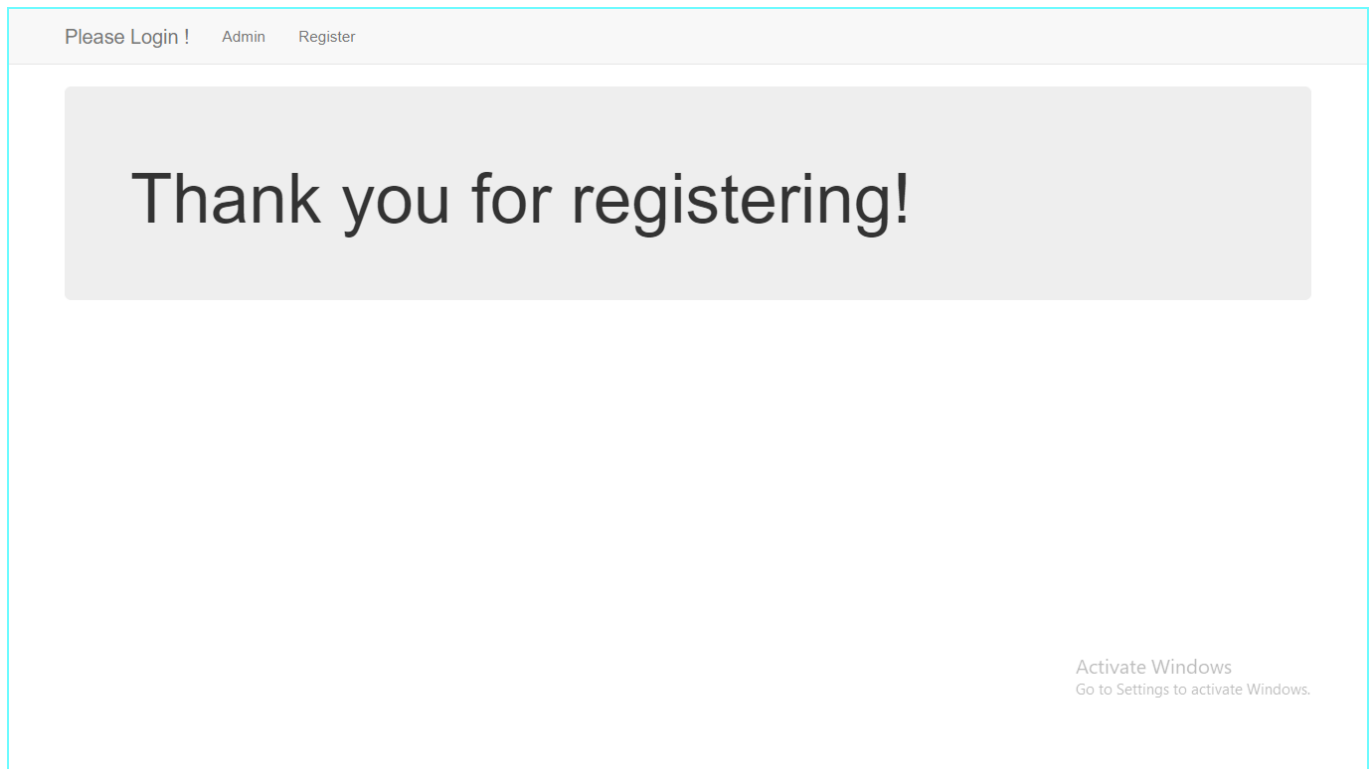 Please Login ! Admin Register
Thank you for registering!
Activate Windows
Go to Settings to activate Windows.